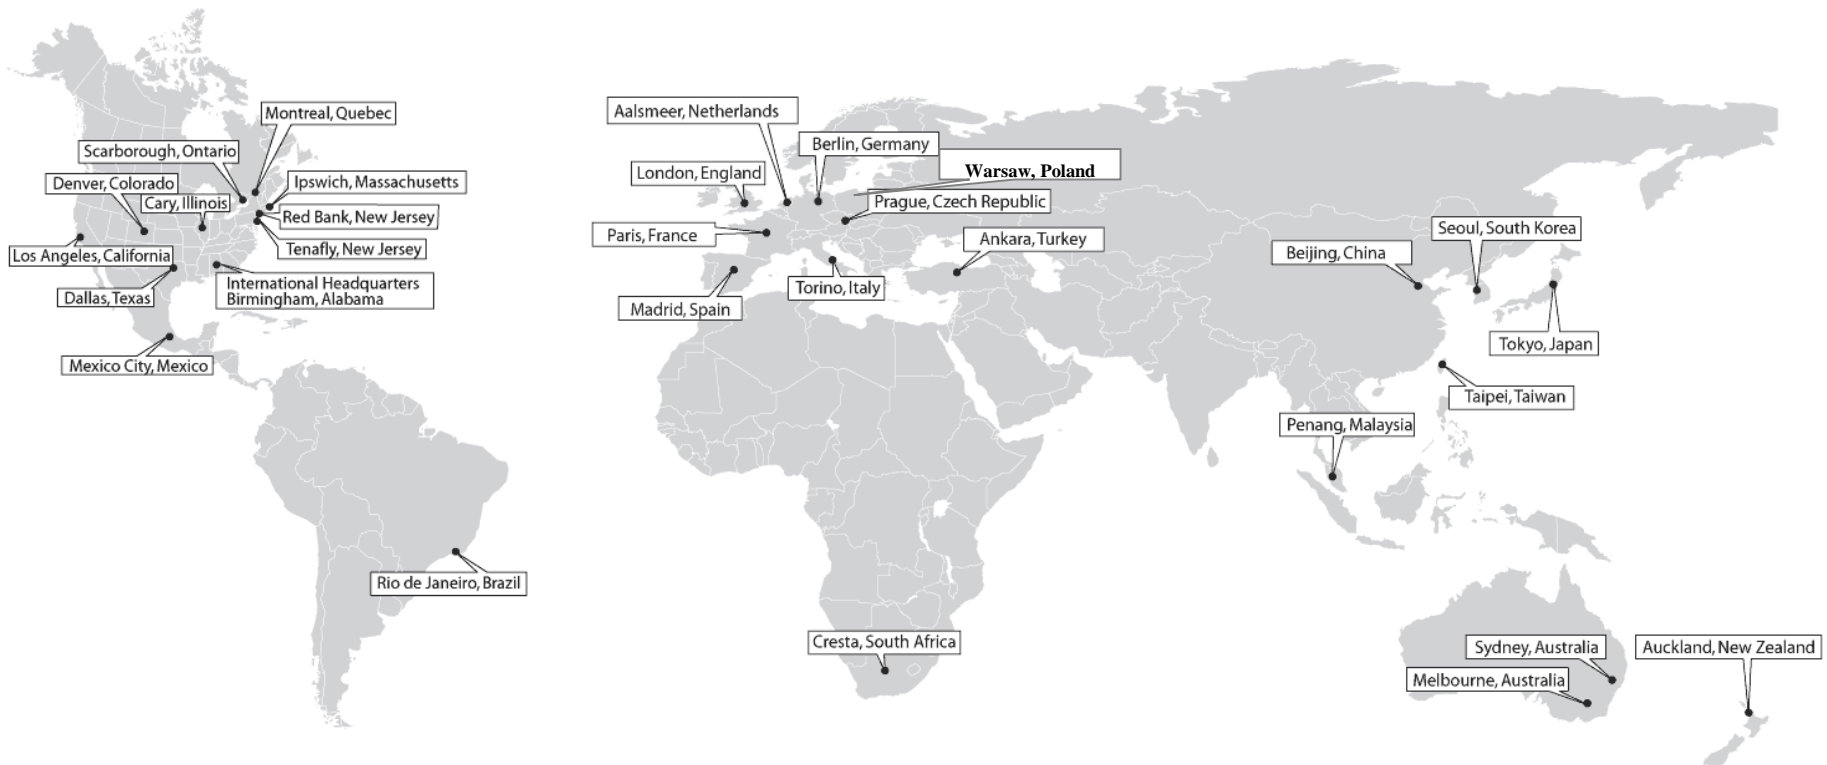 Montreal, Quebec
Scarborough, Ontario
Denver, Colorado
Ipswich, Massachusetts
Cary, Illinois
Red Bank, New Jersey
Tenafly, New Jersey
Los Angeles, California
International Headquarters
Birmingham, Alabama
Dallas, Texas
Mexico City, Mexico
Rio de Janeiro, Brazil
Aalsmeer, Netherlands
Berlin, Germany
Warsaw, Poland
London, England
Prague, Czech Republic
Paris, France
Ankara, Turkey
Torino, Italy
Madrid, Spain
Cresta, South Africa
Seoul, South Korea
Beijing, China
Tokyo, Japan
Taipei, Taiwan
Penang, Malaysia
Sydney, Australia
Auckland, New Zealand
Melbourne, Australia